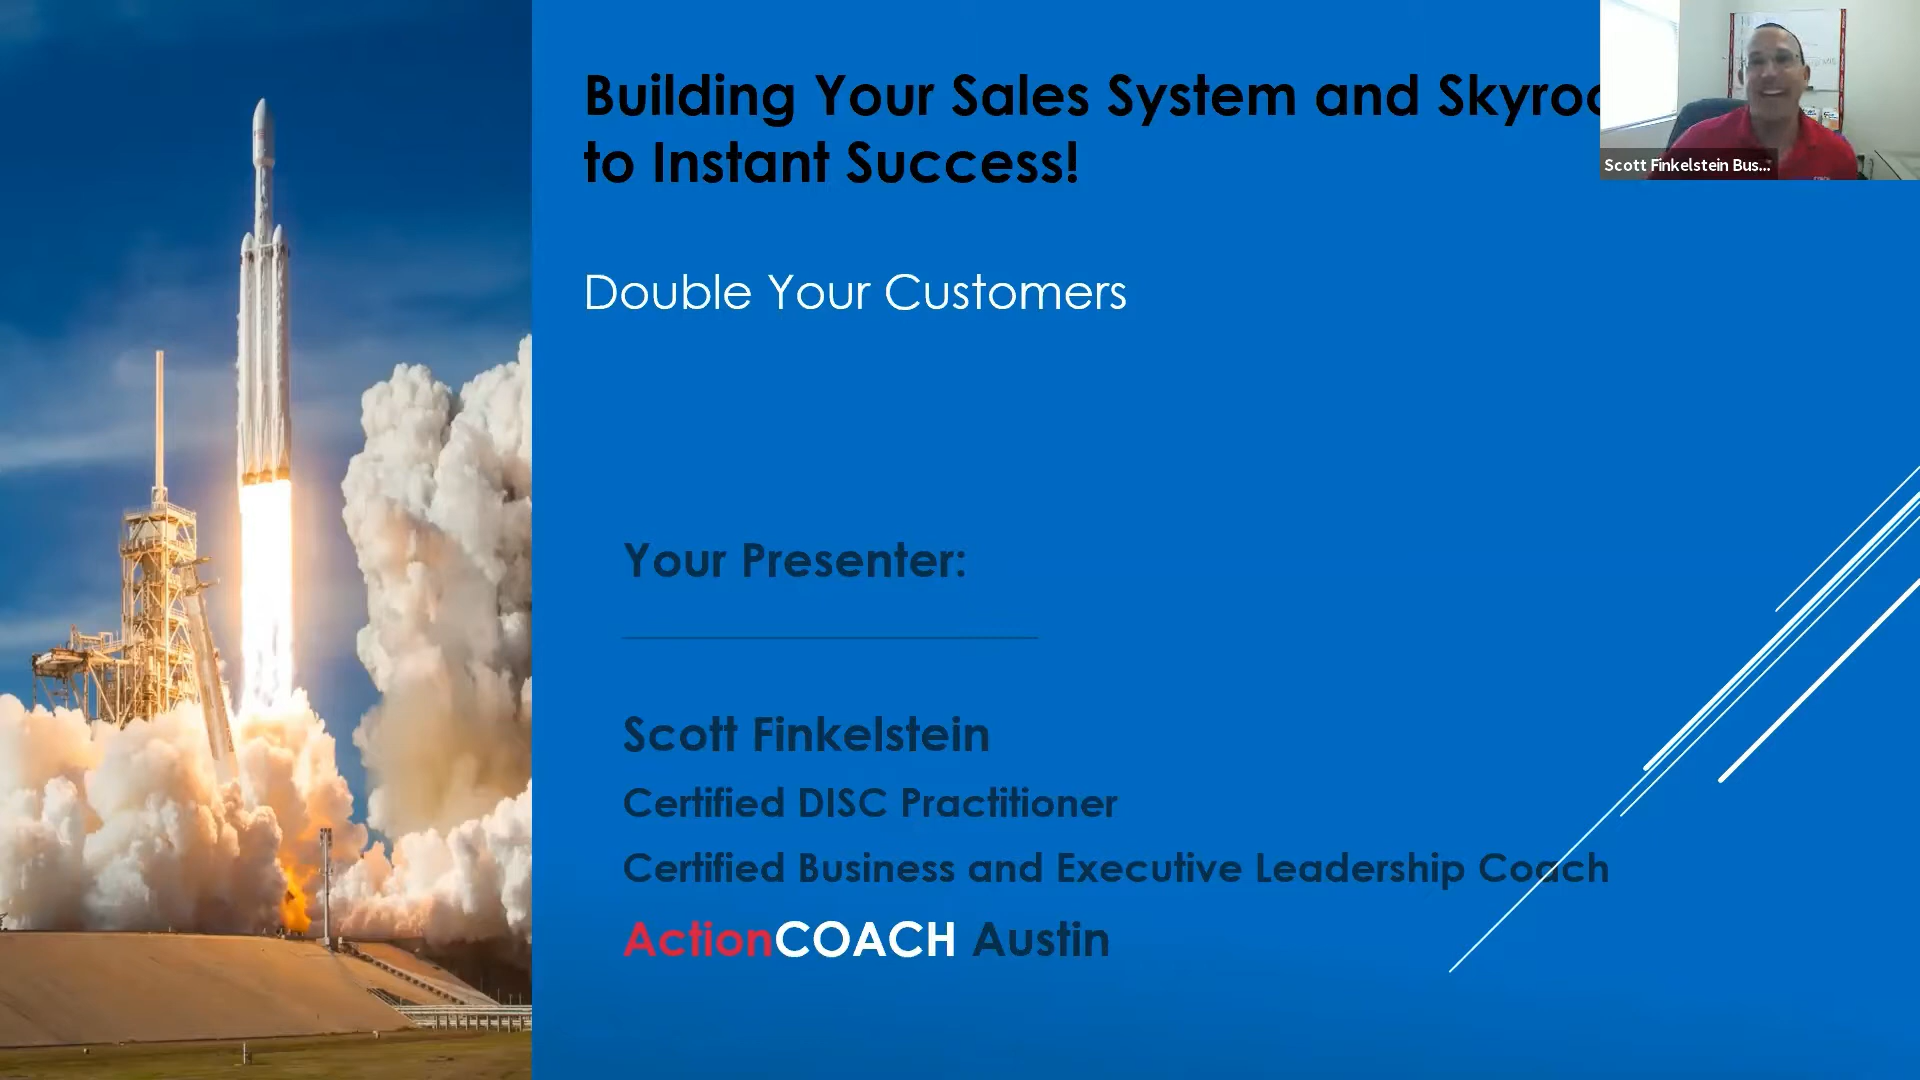 Building Your Sales System and Skyroc
to Instant Success!
Double Your Customers
Scott Finkelstein Bus...
Your Presenter:
Scott Finkelstein
Certified DISC Practitioner
Certified Business and Executive Leadership Coach
ActionCOACH Austin